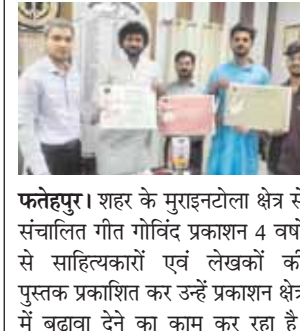 फतेहपुर। शहर के मुराइनटोला क्षेत्र से
संचालित गीत गोविंद प्रकाशन 4 वर्षों
से साहित्यकारों एवं लेखकों की
पुस्तक प्रकाशित कर उन्हें प्रकाशन क्षेत्र
में बढ़ावा देने का काम कर रहा है।